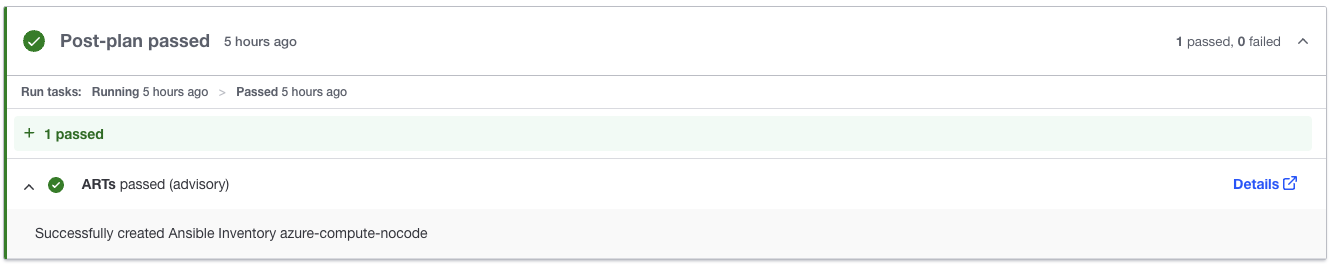 Post-plan passed 5 hours ago 1 passed, 0 failed
Run tasks: Running 5 hours ago > Passed 5 hours ago
+ 1 passed
ARTs passed (advisory) Details
Successfully created Ansible Inventory azure-compute-nocode